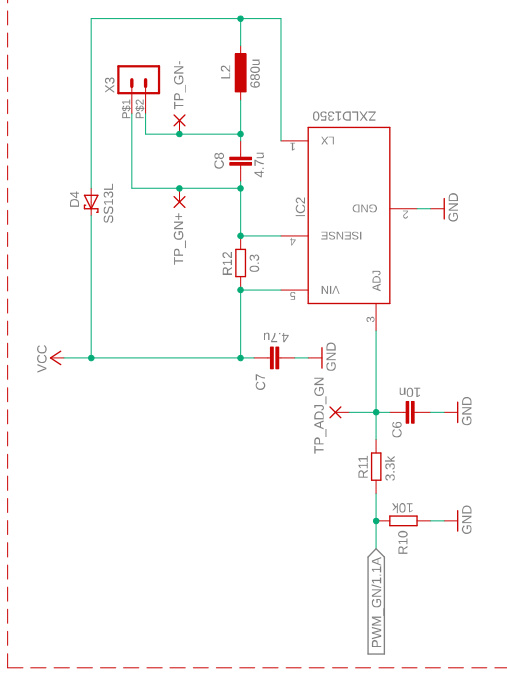 X3
P$1
P$2
TP_GN-
L2
680u
ZXLD1350
LX
1
C8
4.7u
D4
SS13L
TP_GN+
IC2
GND
2
GND
ISENSE
4
R12
0.3
VIN
5
ADJ
3
VCC
C7
4.7u
GND
TP_ADJ_GN
C6
10n
GND
R11
3.3k
10k
R10
GND
PWM_GN/1.1A